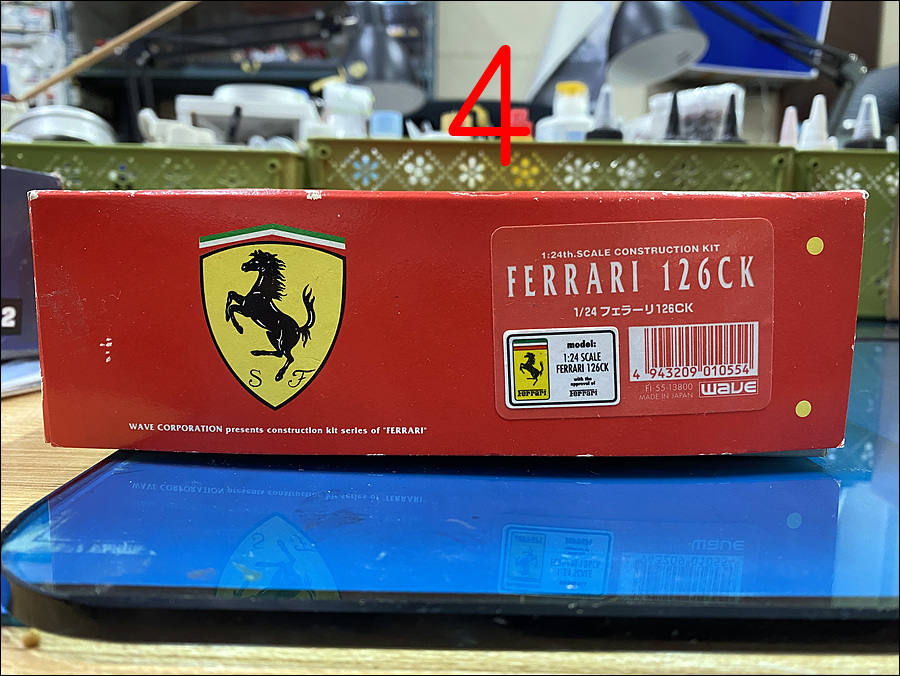 4
2
1:24th.SCALE CONSTRUCTION KIT
FERRARI 126CK
1/24 フェラーリ126CK
S F
model:
1:24 SCALE
FERRARI 126CK
with the
approval of
Ferrari
Ferrari
4 943209 010554
FI-55-13800
MADE IN JAPAN
WAVE
WAVE CORPORATION presents construction kit series of "FERRARI"